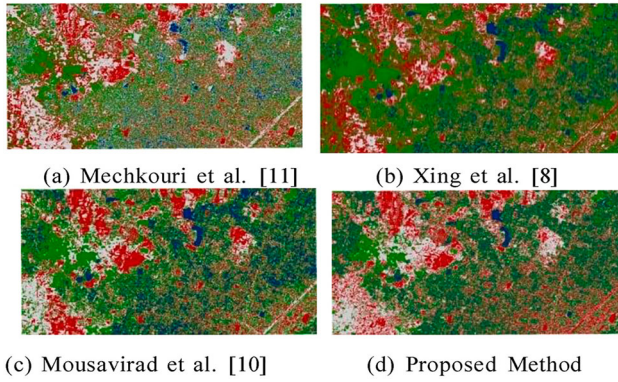 (a) Mechkouri et al. [11]
(b) Xing et al. [8]
(c) Mousavirad et al. [10]
(d) Proposed Method